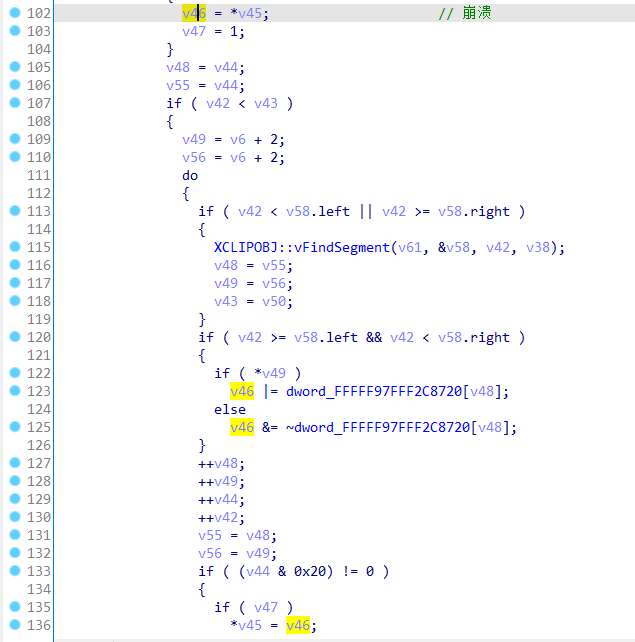 {
102 v46 = *v45; // 崩溃
103 v47 = 1;
104 }
105 v48 = v44;
106 v55 = v44;
107 if ( v42 < v43 )
108 {
109 v49 = v6 + 2;
110 v56 = v6 + 2;
111 do
112 {
113 if ( v42 < v58.left || v42 >= v58.right )
114 {
115 XCLIPOBJ::vFindSegment(v61, &v58, v42, v38);
116 v48 = v55;
117 v49 = v56;
118 v43 = v50;
119 }
120 if ( v42 >= v58.left && v42 < v58.right )
121 {
122 if ( *v49 )
123 v46 |= dword_FFFFF97FFF2C8720[v48];
124 else
125 v46 &= ~dword_FFFFF97FFF2C8720[v48];
126 }
127 ++v48;
128 ++v49;
129 ++v44;
130 ++v42;
131 v55 = v48;
132 v56 = v49;
133 if ( (v44 & 0x20) != 0 )
134 {
135 if ( v47 )
136 *v45 = v46;